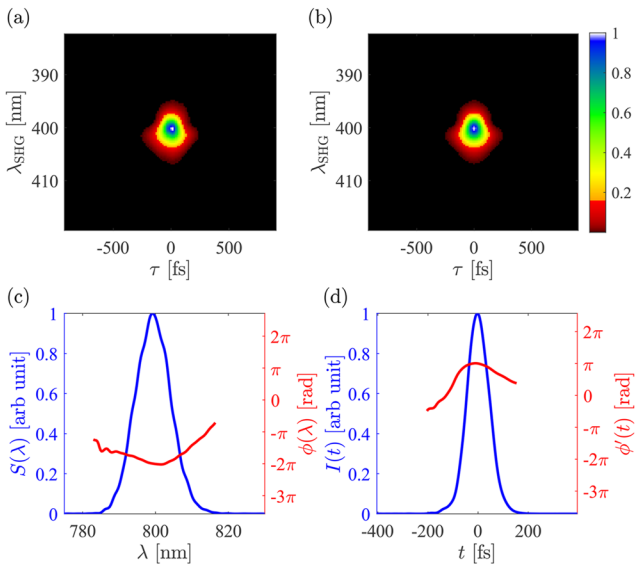 (a)
(b)
390
400
410
λSHG [nm]
-500
0
500
τ [fs]
390
400
410
λSHG [nm]
-500
0
500
τ [fs]
1
0.8
0.6
0.4
0.2
(c)
(d)
1
0.8
0.6
0.4
0.2
0
S(λ) [arb unit]
2π
π
0
-π
-2π
-3π
ϕ(λ) [rad]
780
800
820
λ [nm]
1
0.8
0.6
0.4
0.2
0
I(t) [arb unit]
2π
π
0
-π
-2π
-3π
ϕ′(t) [rad]
-400
-200
0
200
t [fs]